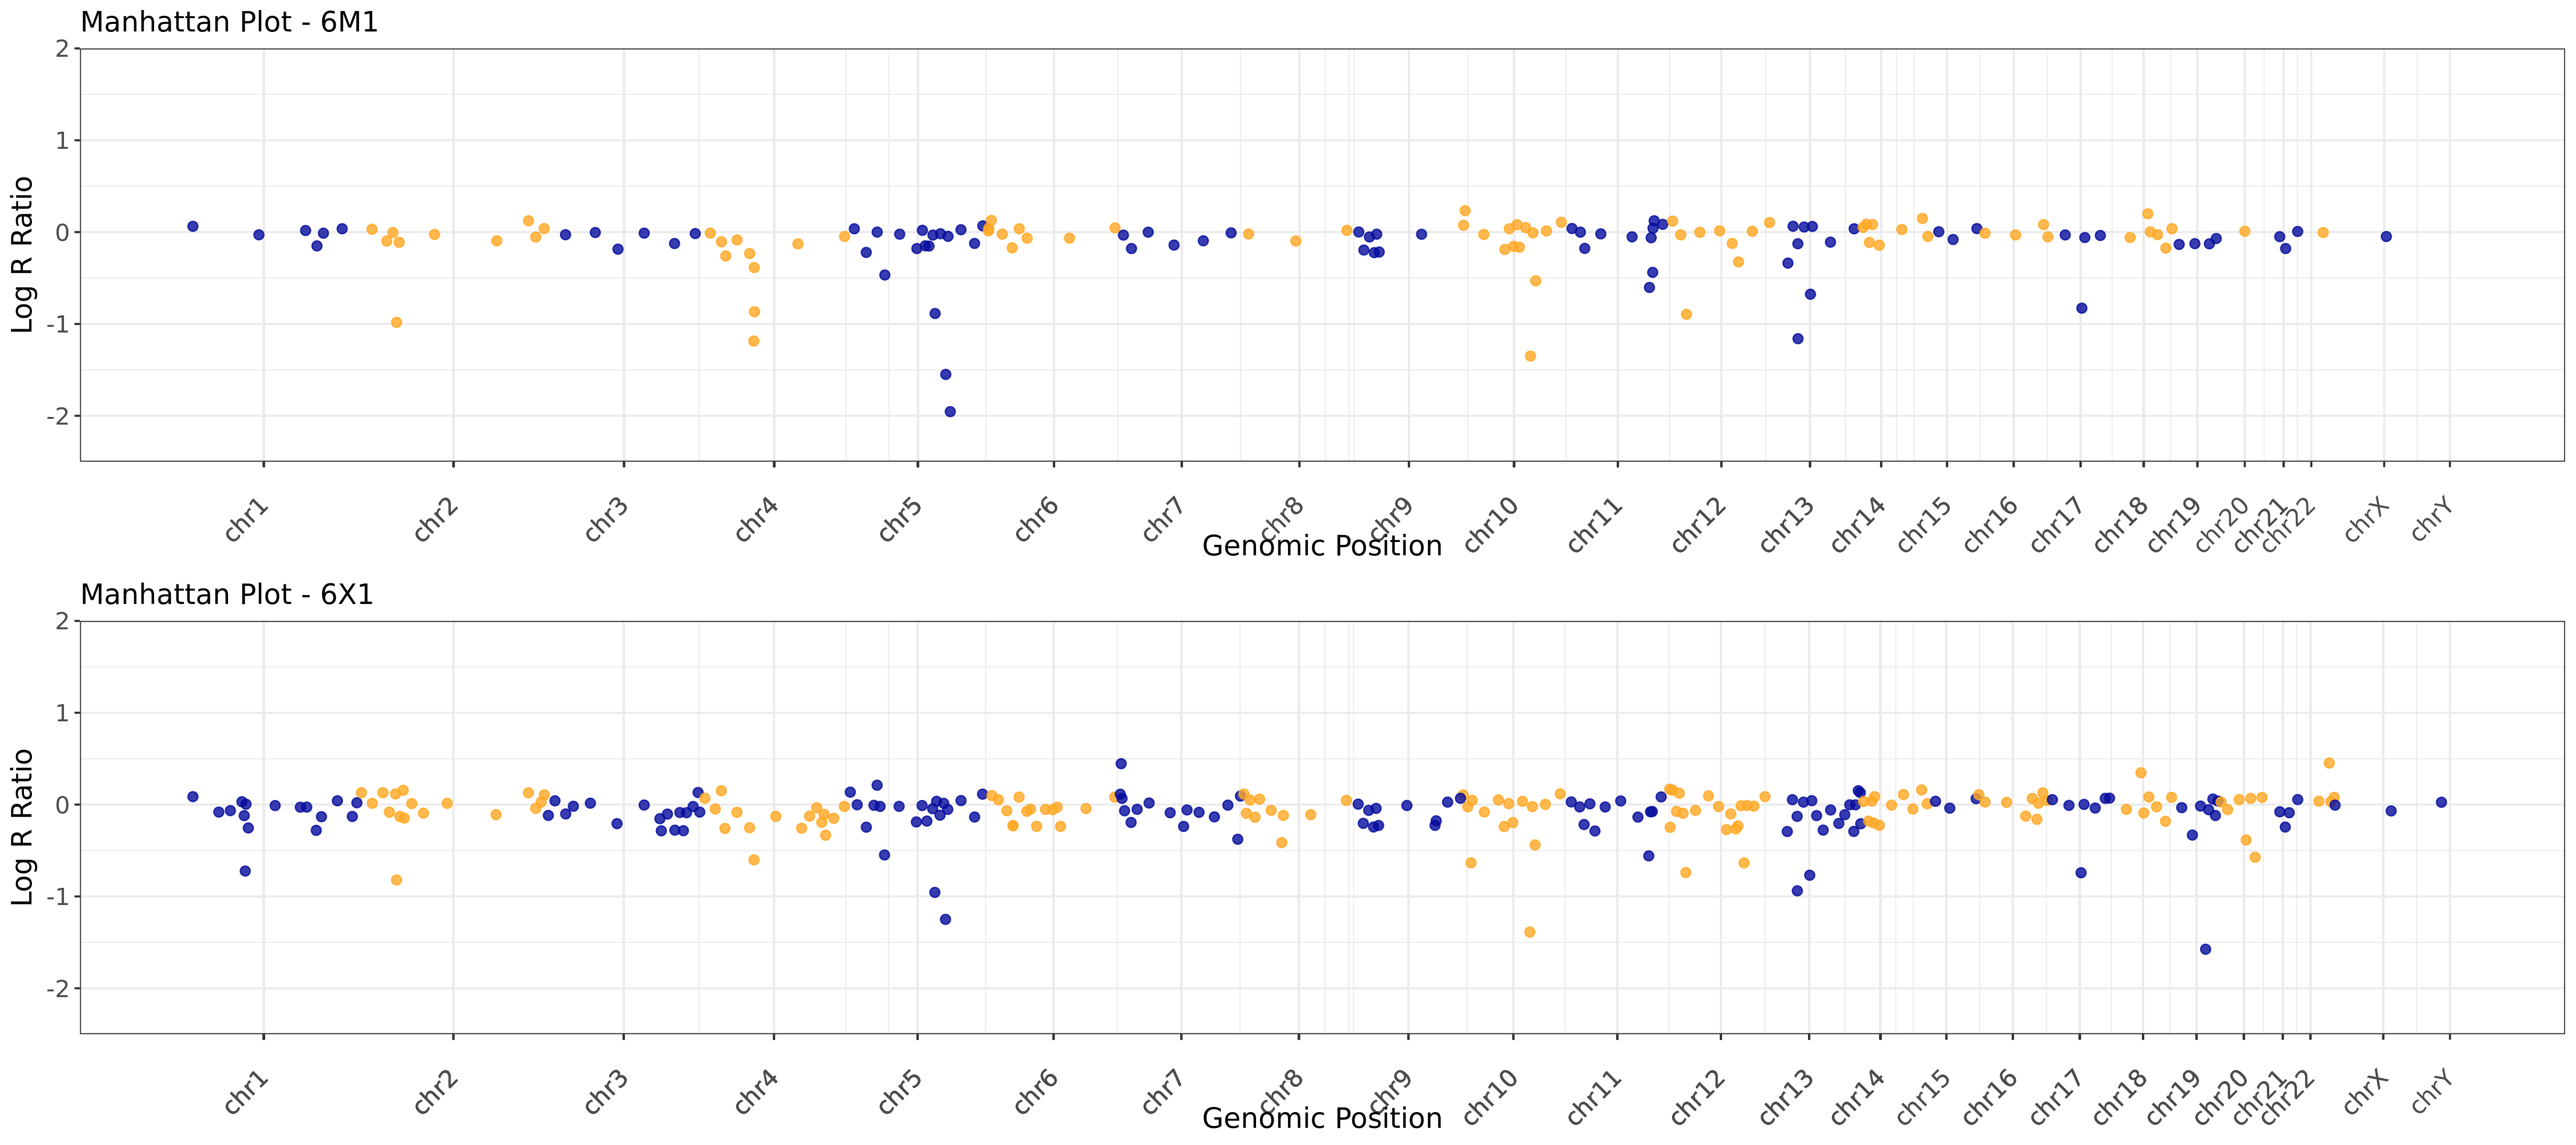 Manhattan Plot - 6M1
2
1
0
-1
-2
Log R Ratio
chr1 chr2 chr3 chr4 chr5 chr6 chr7 chr8 chr9 chr10 chr11 chr12 chr13 chr14 chr15 chr16 chr17 chr18 chr19 chr20 chr21 chr22 chrX chrY
Genomic Position
Manhattan Plot - 6X1
2
1
0
-1
-2
Log R Ratio
chr1 chr2 chr3 chr4 chr5 chr6 chr7 chr8 chr9 chr10 chr11 chr12 chr13 chr14 chr15 chr16 chr17 chr18 chr19 chr20 chr21 chr22 chrX chrY
Genomic Position